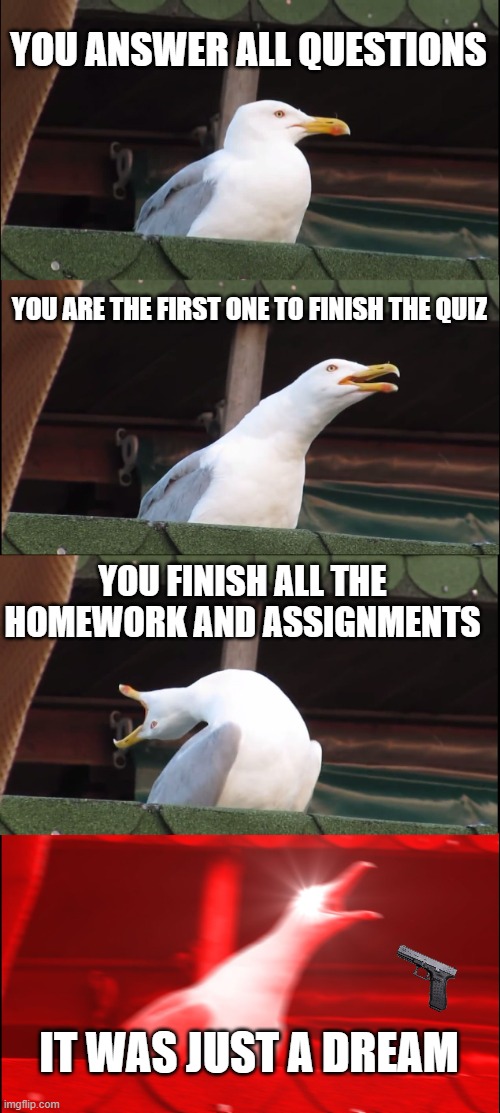 YOU ANSWER ALL QUESTIONS
YOU ARE THE FIRST ONE TO FINISH THE QUIZ
YOU FINISH ALL THE
HOMEWORK AND ASSIGNMENTS
IT WAS JUST A DREAM
imgflip.com